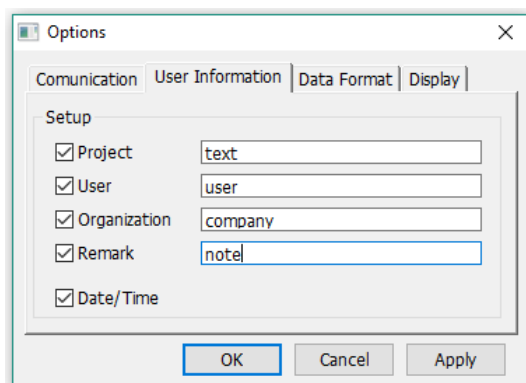 Options
Comunication User Information Data Format Display
Setup
Project text
User user
Organization company
Remark note
Date/Time
OK Cancel Apply